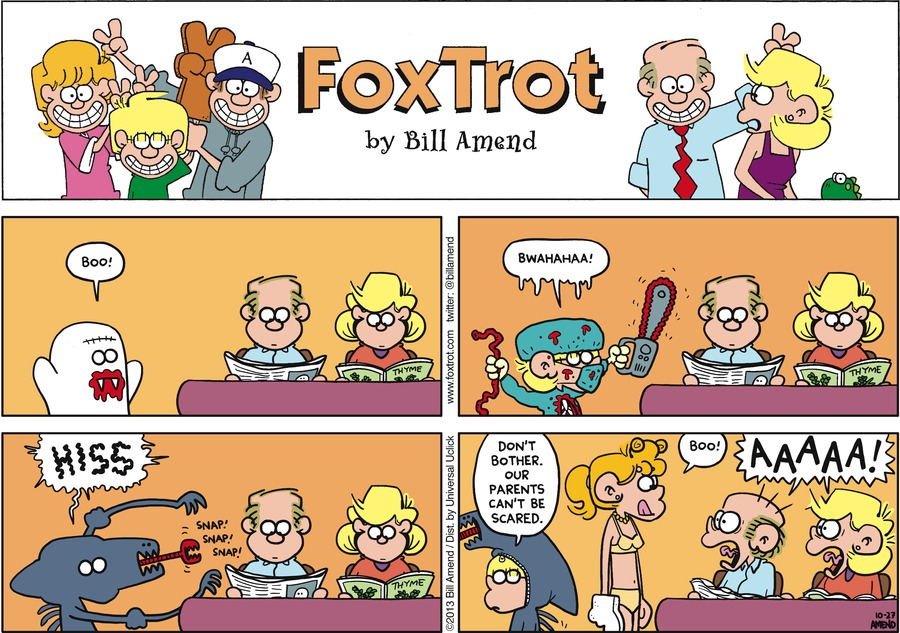 A
FOXTROT
by Bill Amend
BOO!
THYME
www.foxtrot.com twitter: @billamend
BWAHAHAA!
THYME
HISS
SNAP!
SNAP!
SNAP!
THYME
©2013 Bill Amend / Dist. by Universal Uclick
DON'T
BOTHER.
OUR
PARENTS
CAN'T BE
SCARED.
BOO!
AAAAA!
10-27
AMEND